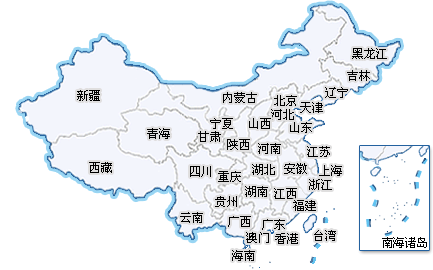 黑龙江
吉林
辽宁
新疆
内蒙古
北京
天津
河北
宁夏
山西
山东
青海
甘肃
陕西
河南
江苏
西藏
四川
重庆
湖北
安徽
上海
浙江
湖南
江西
贵州
福建
云南
广西
广东
台湾
澳门
香港
海南
南海诸岛